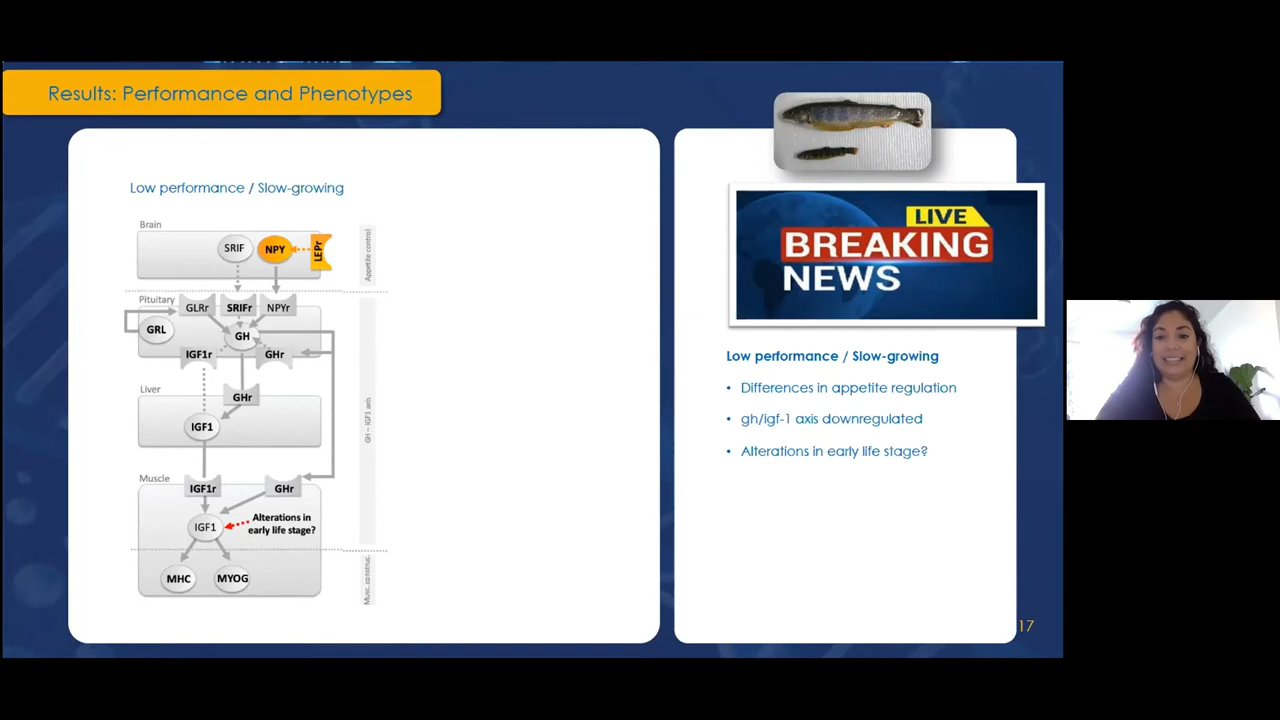 Results: Performance and Phenotypes
Low performance / Slow-growing
Brain
SRIF
NPY
LEPr
Appetite control
Pituitary
GLRr
SRIFr
NPYr
GRL
GH
IGF1r
GHr
Liver
GHr
IGF1
GH – IGF1 axis
Muscle
IGF1r
GHr
IGF1
Alterations in
early life stage?
MHC
MYOG
Musc. construc.
LIVE
BREAKING
NEWS
Low performance / Slow-growing
• Differences in appetite regulation
• gh/igf-1 axis downregulated
• Alterations in early life stage?
17